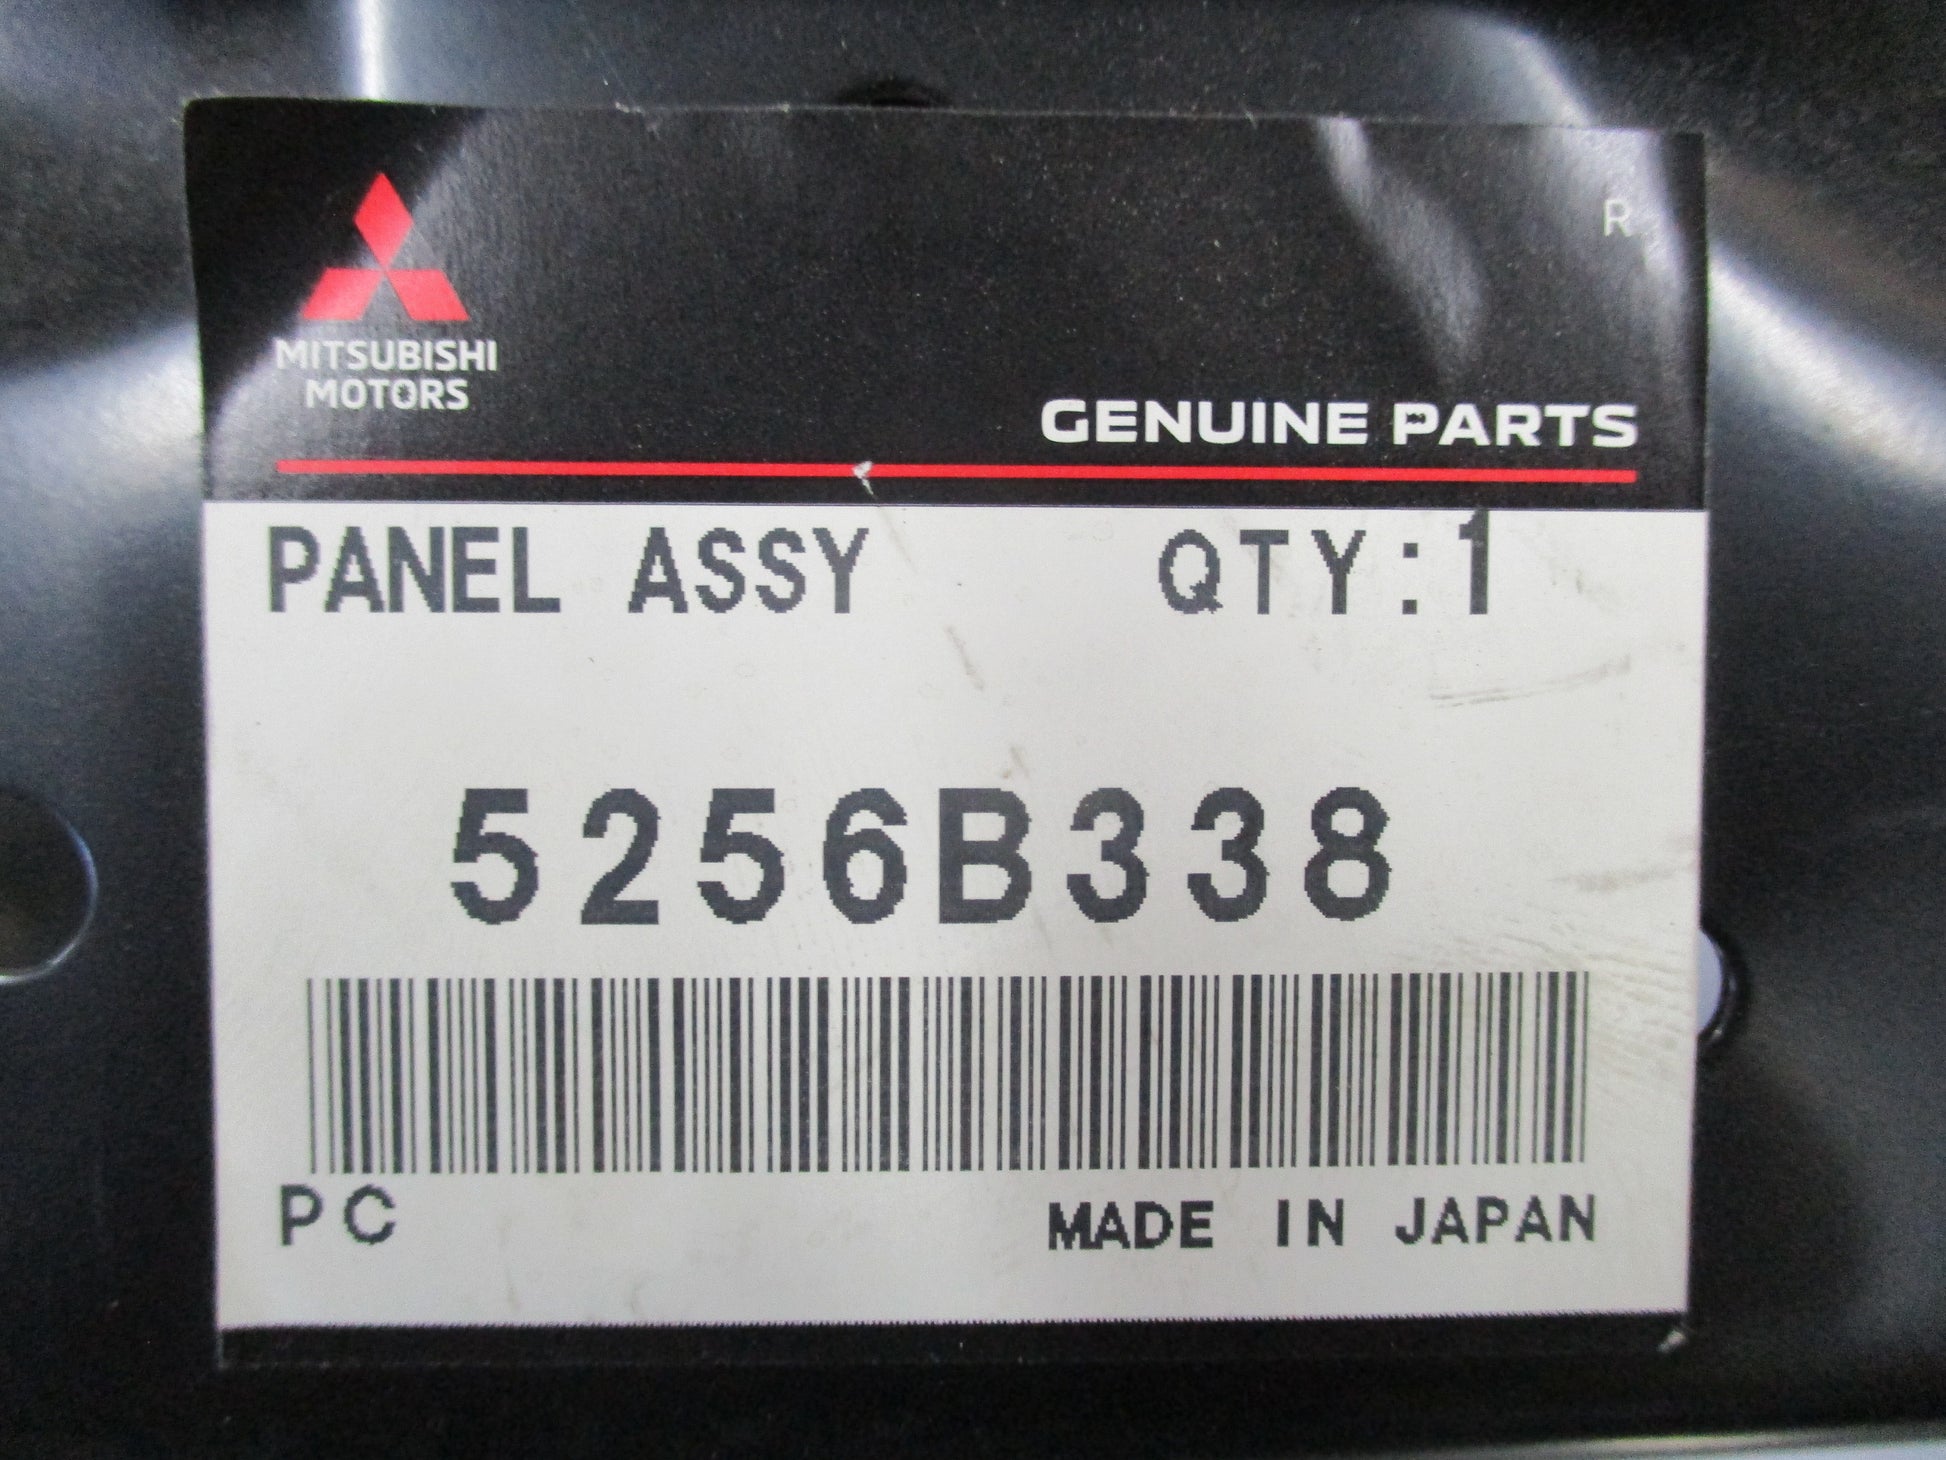 R
MITSUBISHI
MOTORS
GENUINE PARTS
PANEL ASSY QTY:1
5256B338
PC MADE IN JAPAN